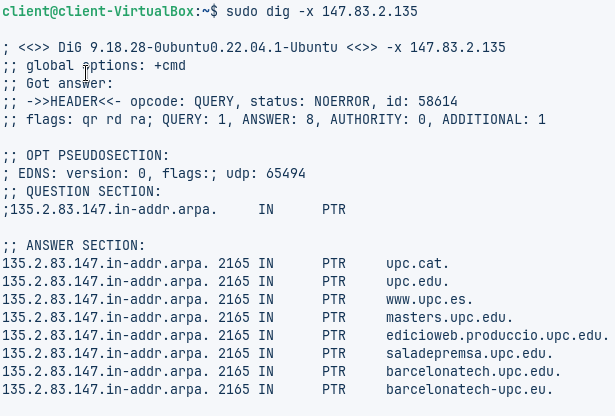 client@client-VirtualBox:~$ sudo dig -x 147.83.2.135

; <<>> DiG 9.18.28-0ubuntu0.22.04.1-Ubuntu <<>> -x 147.83.2.135
;; global options: +cmd
;; Got answer:
;; ->>HEADER<<- opcode: QUERY, status: NOERROR, id: 58614
;; flags: qr rd ra; QUERY: 1, ANSWER: 8, AUTHORITY: 0, ADDITIONAL: 1

;; OPT PSEUDOSECTION:
; EDNS: version: 0, flags:; udp: 65494
;; QUESTION SECTION:
;135.2.83.147.in-addr.arpa.     IN      PTR

;; ANSWER SECTION:
135.2.83.147.in-addr.arpa. 2165 IN      PTR     upc.cat.
135.2.83.147.in-addr.arpa. 2165 IN      PTR     upc.edu.
135.2.83.147.in-addr.arpa. 2165 IN      PTR     www.upc.es.
135.2.83.147.in-addr.arpa. 2165 IN      PTR     masters.upc.edu.
135.2.83.147.in-addr.arpa. 2165 IN      PTR     edicioweb.produccio.upc.edu.
135.2.83.147.in-addr.arpa. 2165 IN      PTR     saladepremsa.upc.edu.
135.2.83.147.in-addr.arpa. 2165 IN      PTR     barcelonatech.upc.edu.
135.2.83.147.in-addr.arpa. 2165 IN      PTR     barcelonatech-upc.eu.